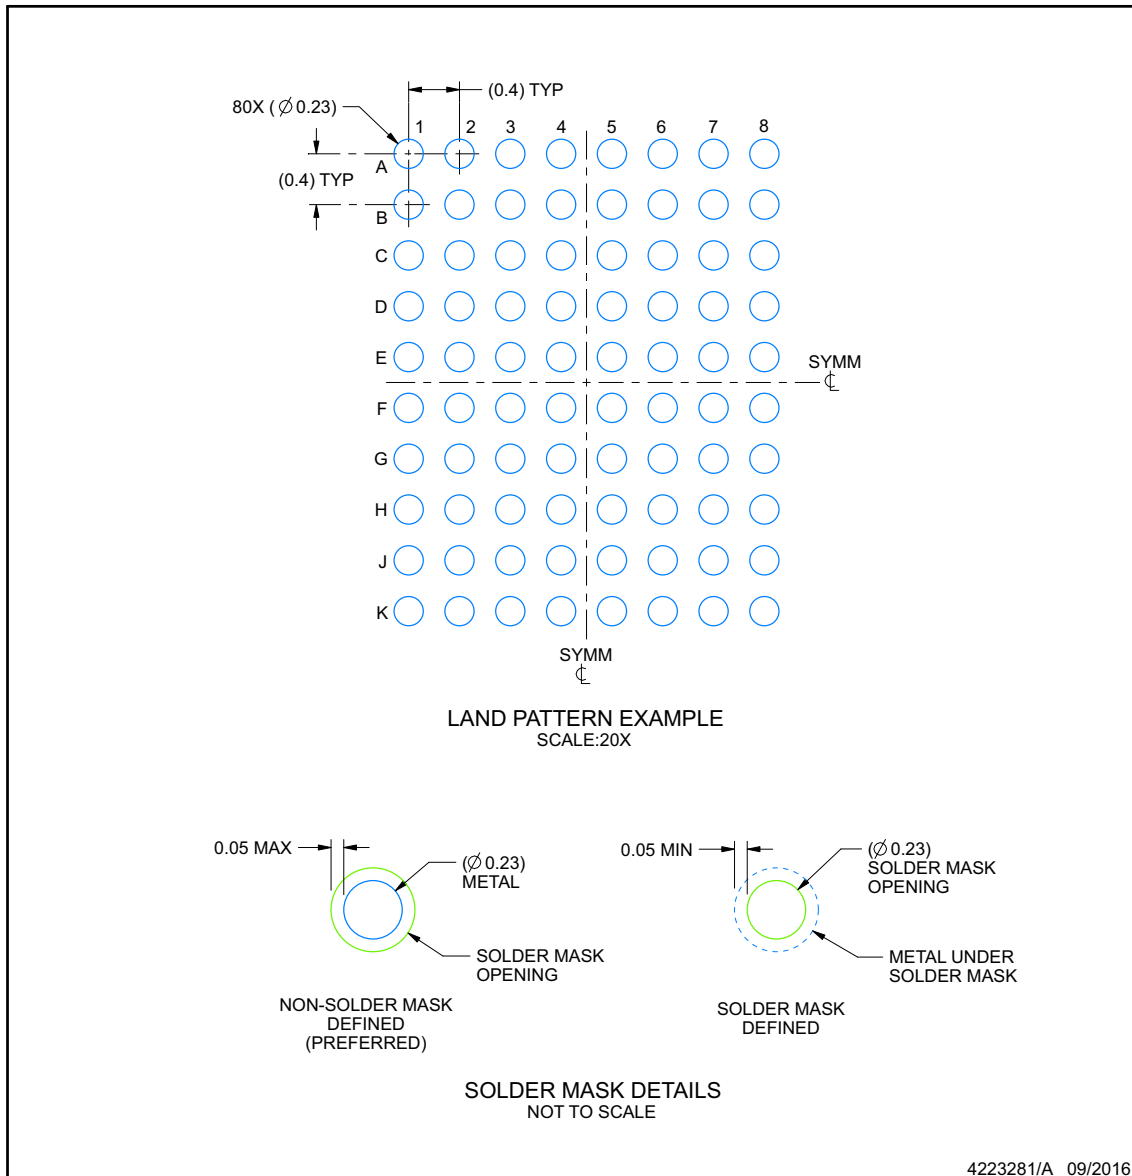 (0.4) TYP
80X (∅0.23)
1 2 3 4 5 6 7 8
A
(0.4) TYP
B
C
D
E
SYMM
℄
F
G
H
J
K
SYMM
℄
LAND PATTERN EXAMPLE
SCALE:20X
0.05 MAX
(∅0.23)
METAL
SOLDER MASK
OPENING
NON-SOLDER MASK
DEFINED
(PREFERRED)
0.05 MIN
(∅0.23)
SOLDER MASK
OPENING
METAL UNDER
SOLDER MASK
SOLDER MASK
DEFINED
SOLDER MASK DETAILS
NOT TO SCALE
4223281/A 09/2016